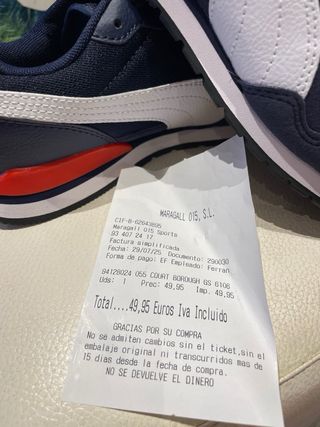 MARAGALL 015, S.L.
CIF-B-62643895
Maragall 015 Sports
93 407 24 17
Factura simplificada
Fecha: 29/07/25 Documento: 290030
Forma de pago: EF Empleado: Ferran
94128024 055 COURT BOROUGH GS 6106
Uds: 1 Prec: 49,95 Imp. 49.95
Total....49,95 Euros Iva Incluido
GRACIAS POR SU COMPRA
No se admiten cambios sin el ticket,sin el
embalaje original ni transcurridos mas de
15 dias desde la fecha de compra.
NO SE DEVUELVE EL DINERO